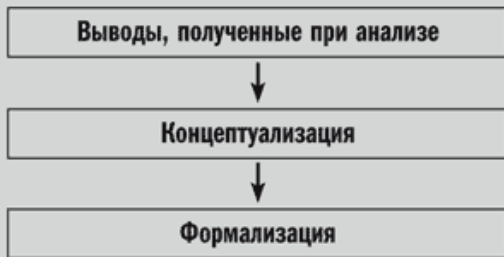 Выводы, полученные при анализе
Концептуализация
Формализация